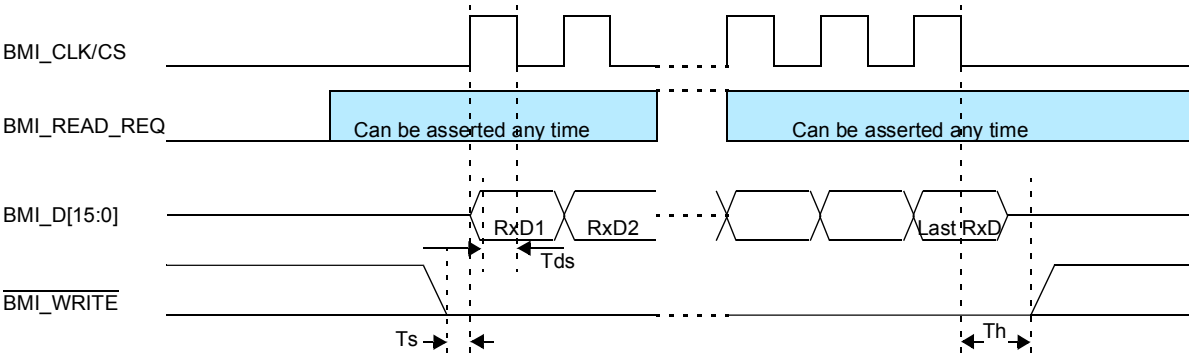 BMI_CLK/CS
BMI_READ_REQ
Can be asserted any time
Can be asserted any time
BMI_D[15:0]
RxD1
RxD2
Last RxD
Tds
BMI_WRITE
Ts
Th